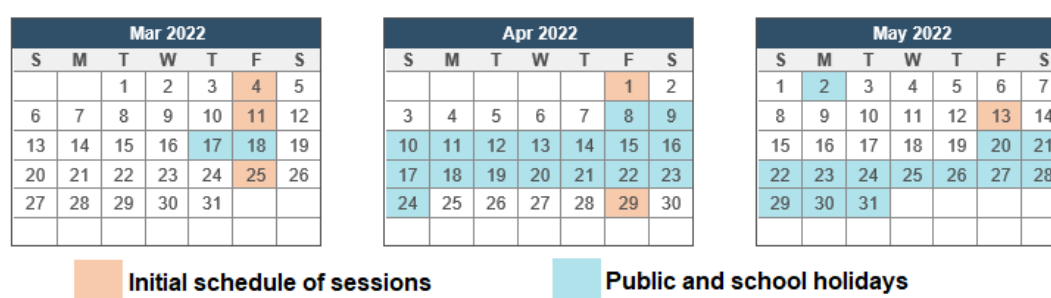 Mar 2022
S M T W T F S
1 2 3 4 5
6 7 8 9 10 11 12
13 14 15 16 17 18 19
20 21 22 23 24 25 26
27 28 29 30 31
Apr 2022
S M T W T F S
1 2
3 4 5 6 7 8 9
10 11 12 13 14 15 16
17 18 19 20 21 22 23
24 25 26 27 28 29 30
May 2022
S M T W T F S
1 2 3 4 5 6 7
8 9 10 11 12 13 14
15 16 17 18 19 20 21
22 23 24 25 26 27 28
29 30 31
Initial schedule of sessions
Public and school holidays